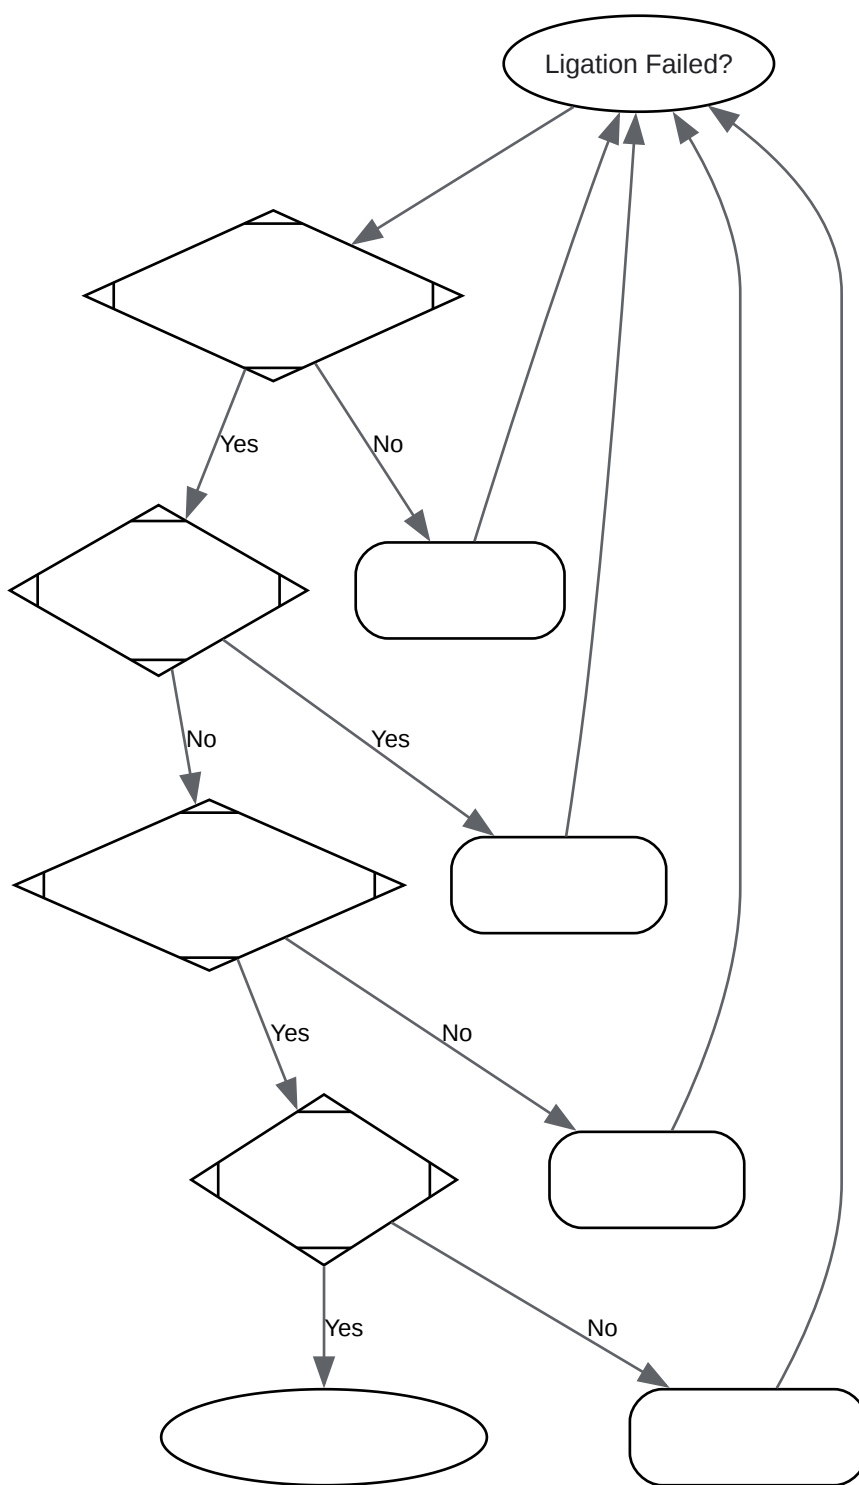 Ligation Failed?
Yes
No
No
Yes
Yes
No
Yes
No